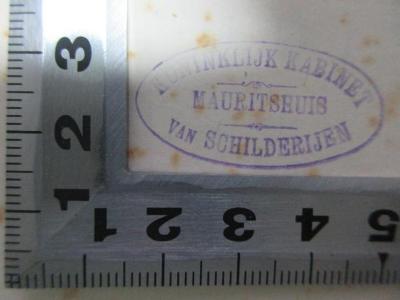 KONINKLIJK KABINET
MAURITSHUIS
VAN SCHILDERIJEN
3
2
1
1 2 3 4 5